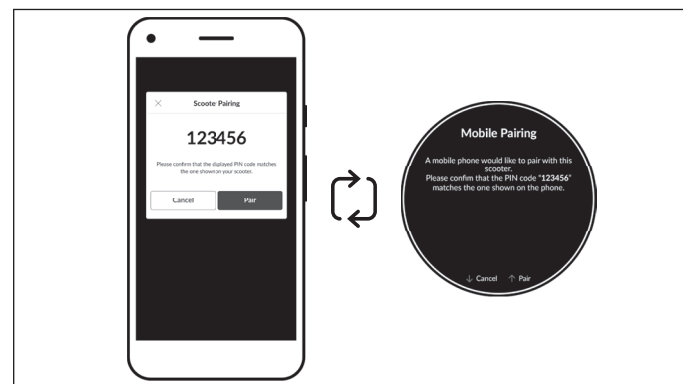 Scoote Pairing
123456
Please confirm that the diplayed PIN code matches
the one shown on your scooter.
Cancel Pair
Mobile Pairing
A mobile phone would like to pair with this
scooter.
Please confim that the PIN code "123456"
matches the one shown on the phone.
↓ Cancel ↑ Pair